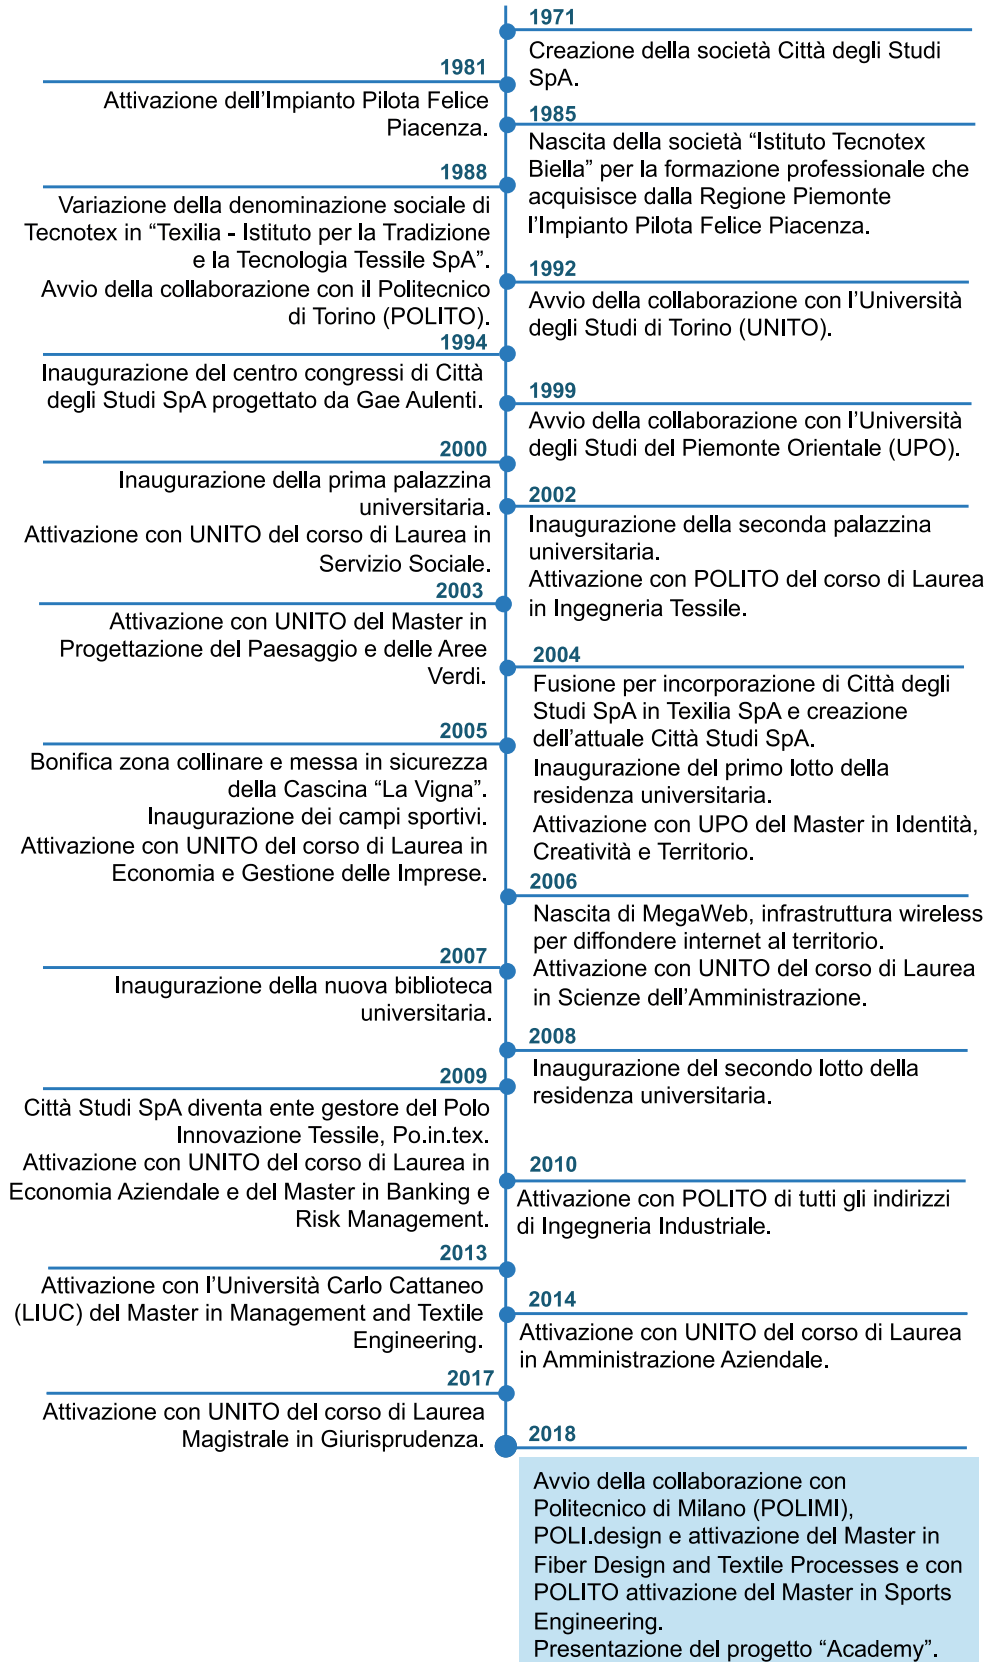 1971
Creazione della società Città degli Studi
SpA.
1981
Attivazione dell'Impianto Pilota Felice
Piacenza.
1985
Nascita della società “Istituto Tecnotex
Biella” per la formazione professionale che
acquisisce dalla Regione Piemonte
l'Impianto Pilota Felice Piacenza.
1988
Variazione della denominazione sociale di
Tecnotex in “Texilia - Istituto per la Tradizione
e la Tecnologia Tessile SpA”.
Avvio della collaborazione con il Politecnico
di Torino (POLITO).
1992
Avvio della collaborazione con l'Università
degli Studi di Torino (UNITO).
1994
Inaugurazione del centro congressi di Città
degli Studi SpA progettato da Gae Aulenti.
1999
Avvio della collaborazione con l'Università
degli Studi del Piemonte Orientale (UPO).
2000
Inaugurazione della prima palazzina
universitaria.
Attivazione con UNITO del corso di Laurea in
Servizio Sociale.
2002
Inaugurazione della seconda palazzina
universitaria.
Attivazione con POLITO del corso di Laurea
in Ingegneria Tessile.
2003
Attivazione con UNITO del Master in
Progettazione del Paesaggio e delle Aree
Verdi.
2004
Fusione per incorporazione di Città degli
Studi SpA in Texilia SpA e creazione
dell'attuale Città Studi SpA.
Inaugurazione del primo lotto della
residenza universitaria.
Attivazione con UPO del Master in Identità,
Creatività e Territorio.
2005
Bonifica zona collinare e messa in sicurezza
della Cascina “La Vigna”.
Inaugurazione dei campi sportivi.
Attivazione con UNITO del corso di Laurea in
Economia e Gestione delle Imprese.
2006
Nascita di MegaWeb, infrastruttura wireless
per diffondere internet al territorio.
Attivazione con UNITO del corso di Laurea
in Scienze dell'Amministrazione.
2007
Inaugurazione della nuova biblioteca
universitaria.
2008
Inaugurazione del secondo lotto della
residenza universitaria.
2009
Città Studi SpA diventa ente gestore del Polo
Innovazione Tessile, Po.in.tex.
Attivazione con UNITO del corso di Laurea in
Economia Aziendale e del Master in Banking e
Risk Management.
2010
Attivazione con POLITO di tutti gli indirizzi
di Ingegneria Industriale.
2013
Attivazione con l'Università Carlo Cattaneo
(LIUC) del Master in Management and Textile
Engineering.
2014
Attivazione con UNITO del corso di Laurea
in Amministrazione Aziendale.
2017
Attivazione con UNITO del corso di Laurea
Magistrale in Giurisprudenza.
2018
Avvio della collaborazione con
Politecnico di Milano (POLIMI),
POLI.design e attivazione del Master in
Fiber Design and Textile Processes e con
POLITO attivazione del Master in Sports
Engineering.
Presentazione del progetto “Academy”.